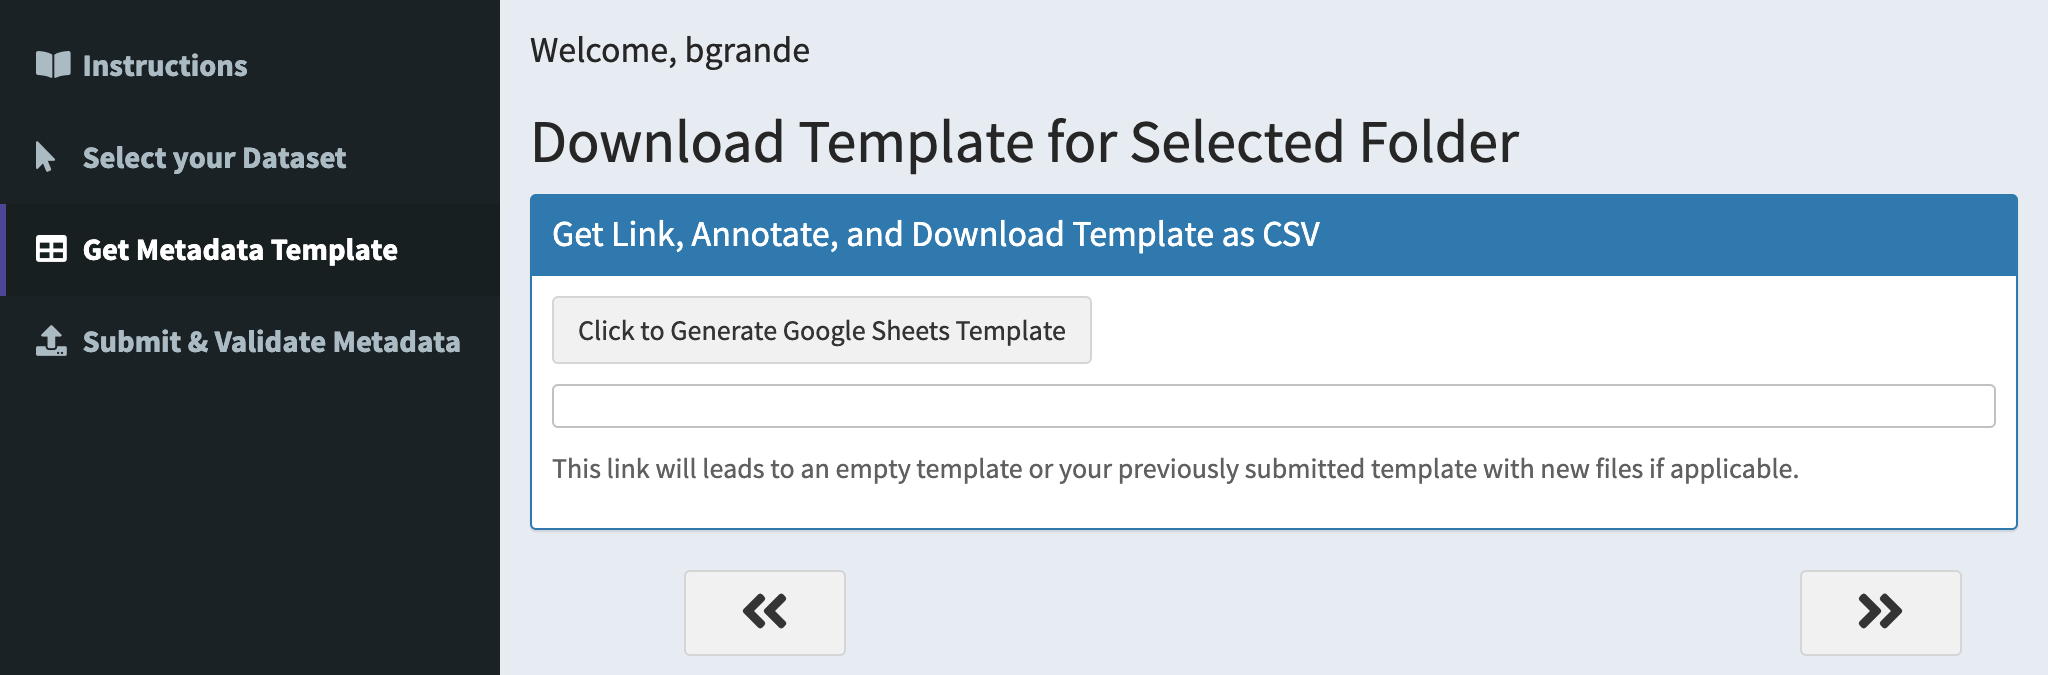 Instructions
Select your Dataset
Get Metadata Template
Submit & Validate Metadata
Welcome, bgrande
Download Template for Selected Folder
Get Link, Annotate, and Download Template as CSV
Click to Generate Google Sheets Template
This link will leads to an empty template or your previously submitted template with new files if applicable.